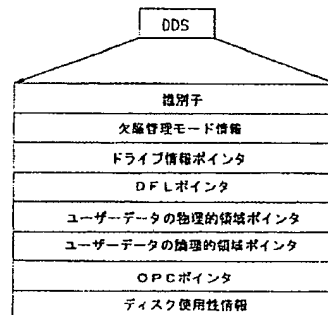 DDS
識別子
欠陥管理モード情報
ドライブ情報ポインタ
DFLポインタ
ユーザーデータの物理的領域ポインタ
ユーザーデータの論理的領域ポインタ
OPCポインタ
ディスク使用性情報